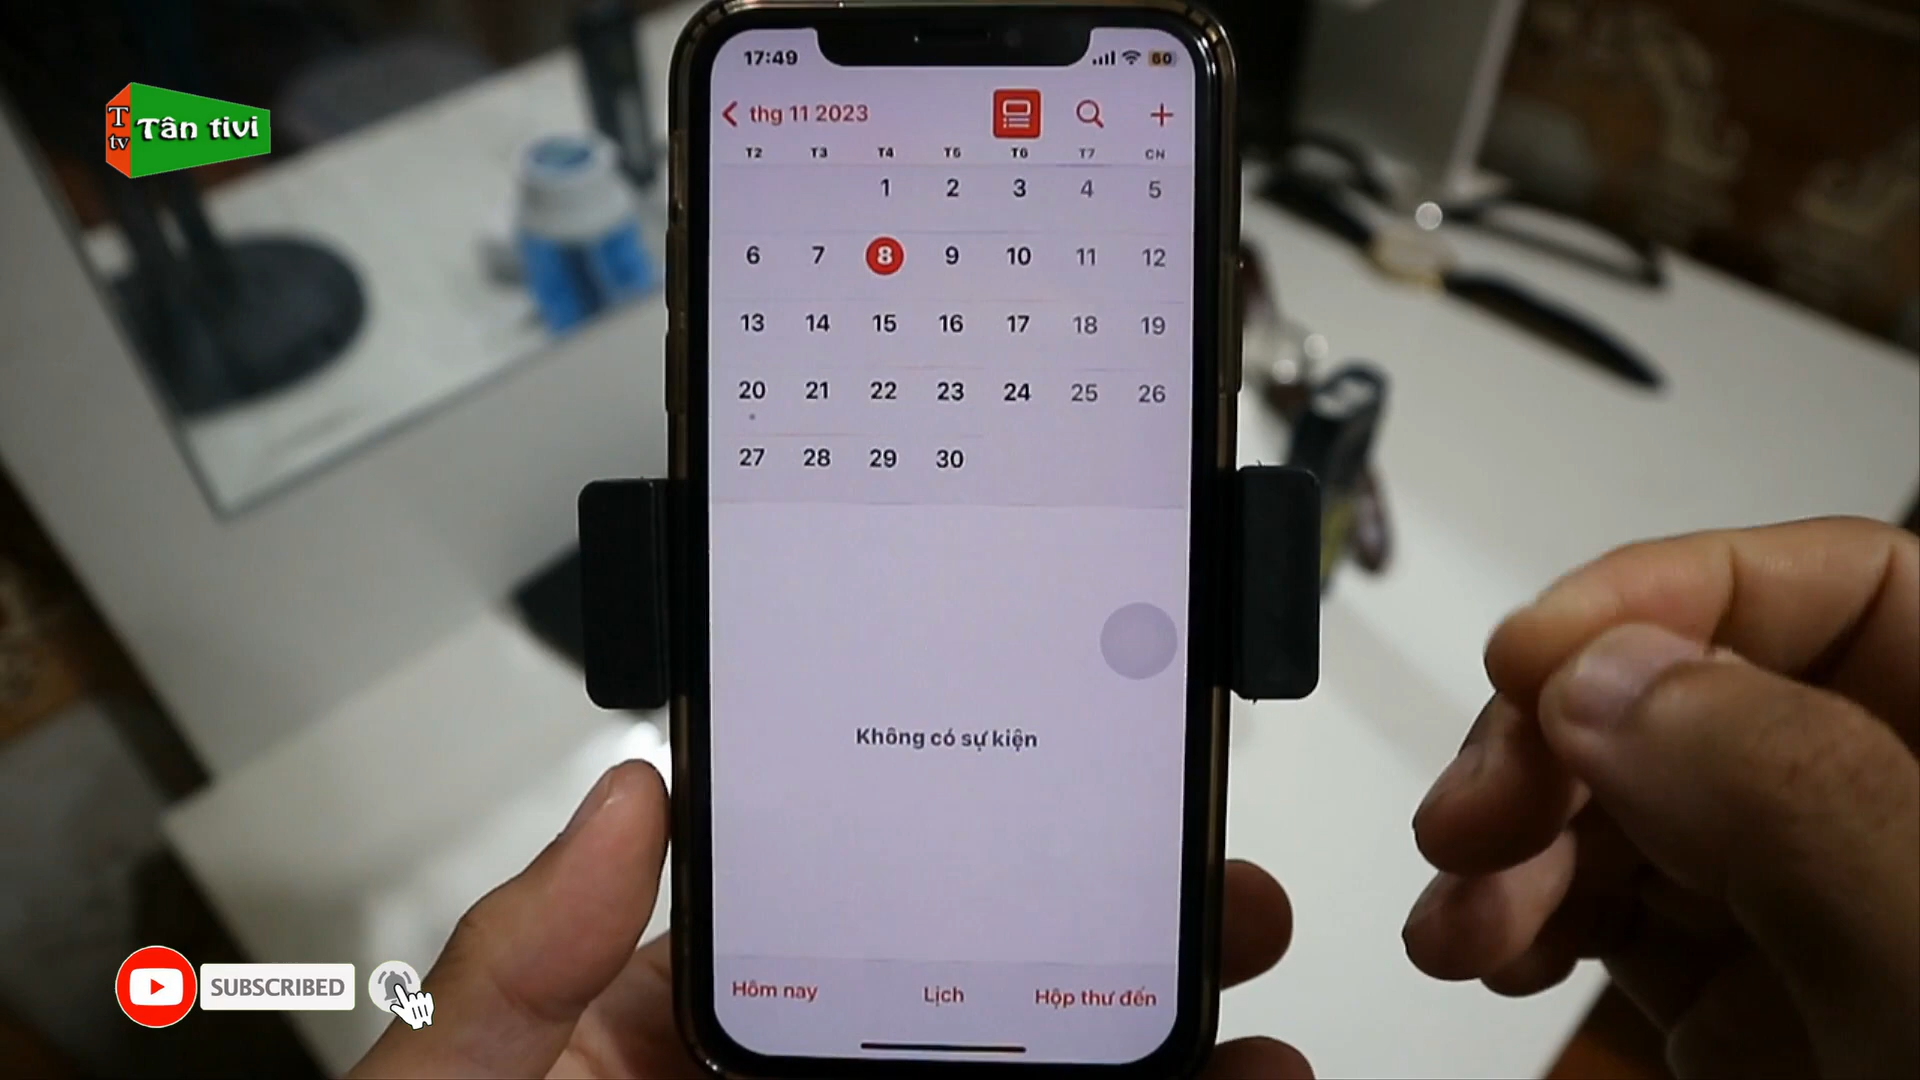 T
tv
Tân tivi
17:49
60
thg 11 2023
T2 T3 T4 T5 T6 T7 CN
1 2 3 4 5
6 7 8 9 10 11 12
13 14 15 16 17 18 19
20 21 22 23 24 25 26
27 28 29 30
Không có sự kiện
Hôm nay Lịch Hộp thư đến
SUBSCRIBED